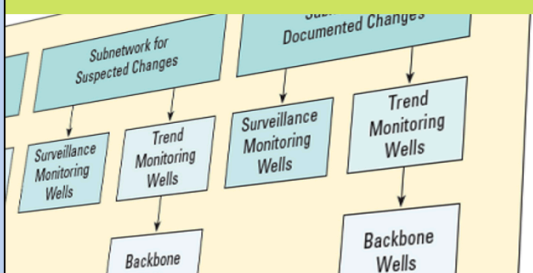 Subnetwork for
Suspected Changes
Documented Changes
Surveillance
Monitoring
Wells
Trend
Monitoring
Wells
Surveillance
Monitoring
Wells
Trend
Monitoring
Wells
Backbone
Backbone
Wells